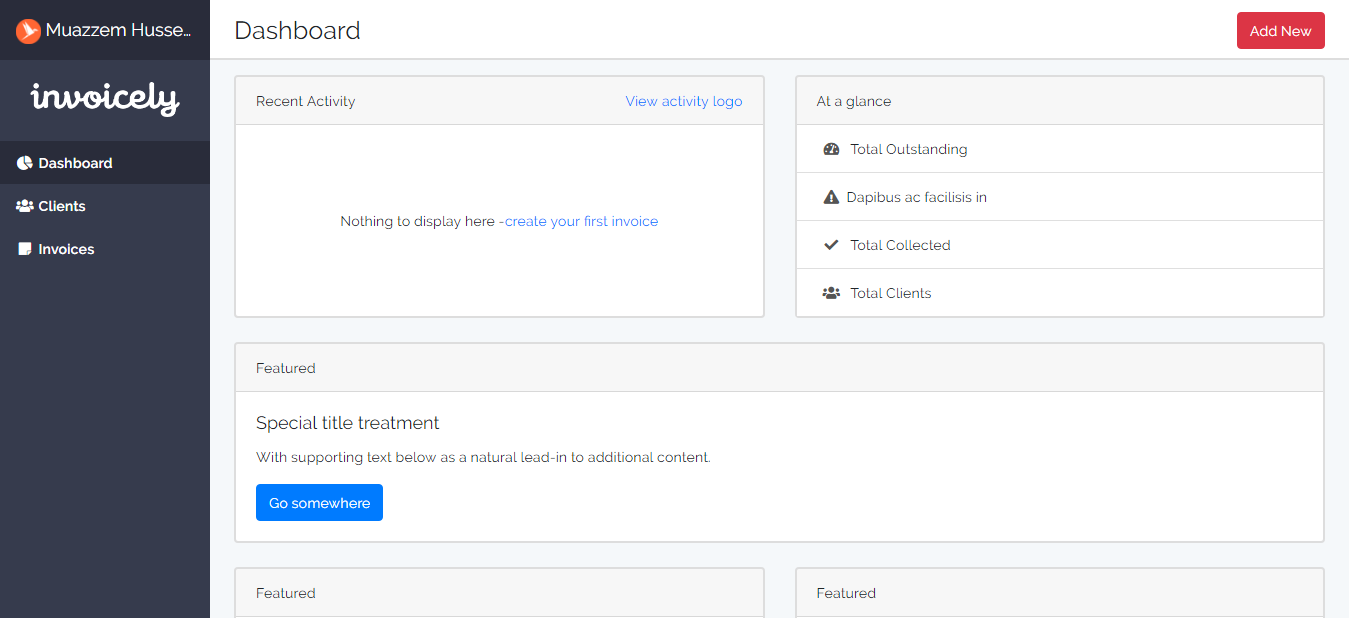 Muazzem Husse…
invoicely
Dashboard
Clients
Invoices
Dashboard
Add New
Recent Activity
View activity logo
Nothing to display here -create your first invoice
At a glance
Total Outstanding
Dapibus ac facilisis in
Total Collected
Total Clients
Featured
Special title treatment
With supporting text below as a natural lead-in to additional content.
Go somewhere
Featured
Featured